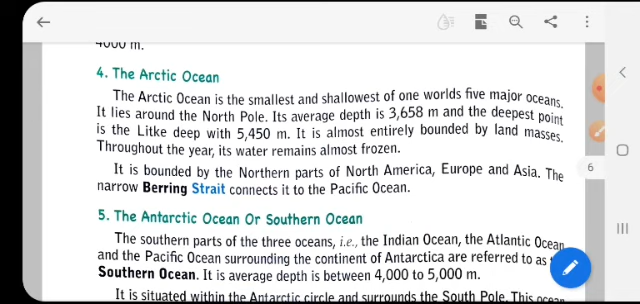 4000 m.
4. The Arctic Ocean
The Arctic Ocean is the smallest and shallowest of one worlds five major oceans.
It lies around the North Pole. Its average depth is 3,658 m and the deepest point
is the Litke deep with 5,450 m. It is almost entirely bounded by land masses.
Throughout the year, its water remains almost frozen.
It is bounded by the Northern parts of North America, Europe and Asia. The
narrow Berring Strait connects it to the Pacific Ocean.
6
5. The Antarctic Ocean Or Southern Ocean
The southern parts of the three oceans, i.e., the Indian Ocean, the Atlantic Ocean
and the Pacific Ocean surrounding the continent of Antarctica are referred to as
Southern Ocean. It is average depth is between 4,000 to 5,000 m.
It is situated within the Antarctic circle and surrounds the South Pole. This ocean